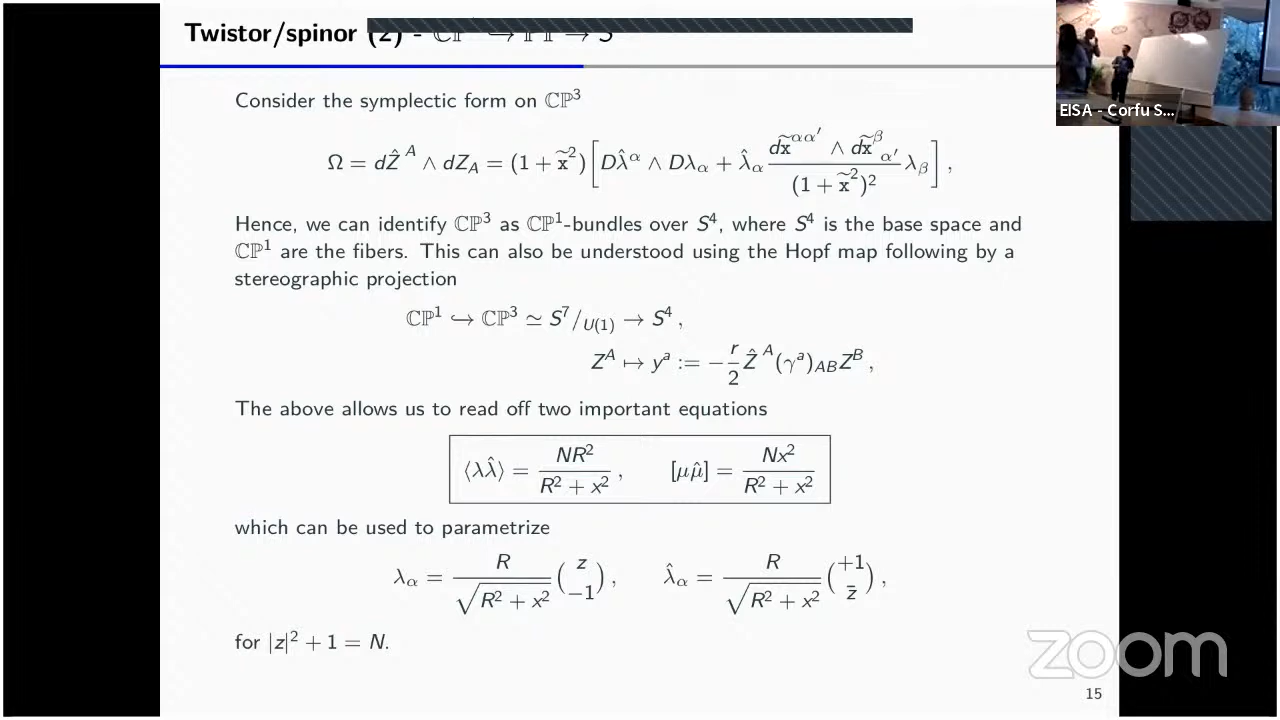 Twistor/spinor (2) -
EISA - Corfu S...
Consider the symplectic form on ℂℙ³
Ω = dẐ^A ∧ dZ_A = (1 + x̃²)[Dλ̂^α ∧ Dλ_α + λ̂_α (dx̃^{αα′} ∧ dx̃^β_{α′})/(1 + x̃²)² λ_β] ,
Hence, we can identify ℂℙ³ as ℂℙ¹-bundles over S⁴, where S⁴ is the base space and
ℂℙ¹ are the fibers. This can also be understood using the Hopf map following by a
stereographic projection
ℂℙ¹ ↪ ℂℙ³ ≃ S⁷/_{U(1)} → S⁴ ,
Z^A ↦ y^a := −(r/2) Ẑ^A (γ^a)_{AB} Z^B ,
The above allows us to read off two important equations
⟨λλ̂⟩ = NR²/(R² + x²) , [μμ̂] = Nx²/(R² + x²)
which can be used to parametrize
λ_α = R/√(R² + x²) (z −1) , λ̂_α = R/√(R² + x²) (+1 z̄) ,
for |z|² + 1 = N.
zoom
15